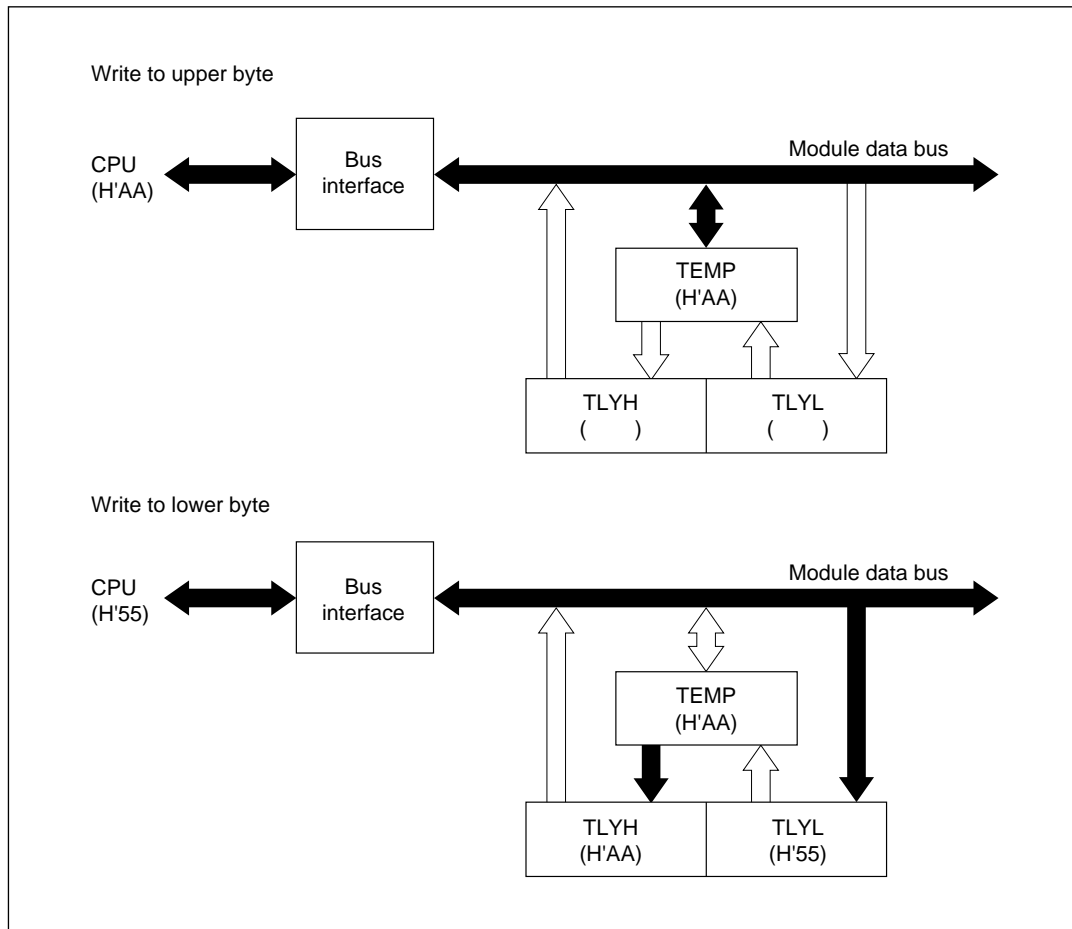 Write to upper byte
CPU
(H'AA)
Bus
interface
Module data bus
TEMP
(H'AA)
TLYH
( )
TLYL
( )
Write to lower byte
CPU
(H'55)
Bus
interface
Module data bus
TEMP
(H'AA)
TLYH
(H'AA)
TLYL
(H'55)